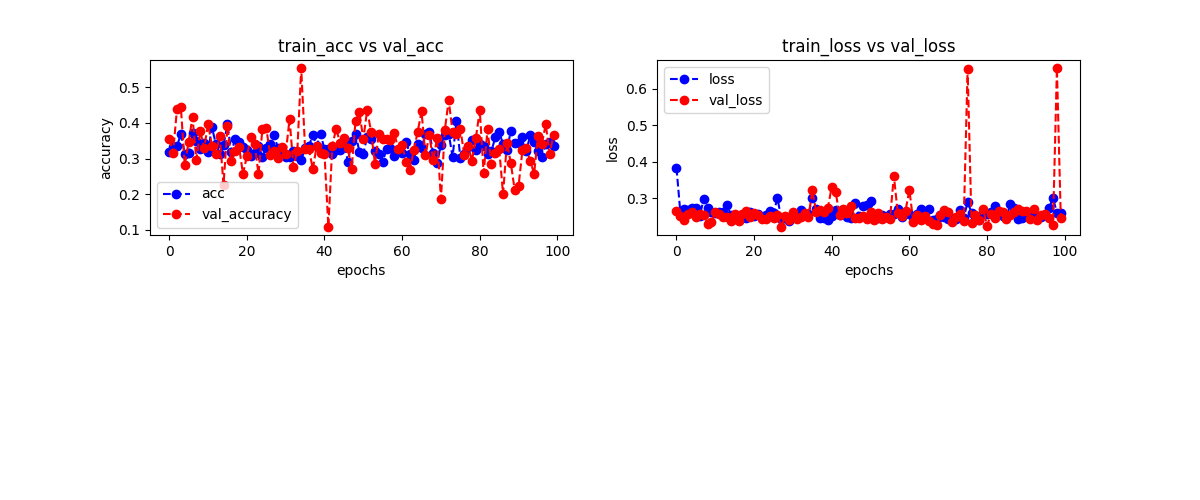 train_acc vs val_acc
accuracy
0.5
0.4
0.3
0.2
0.1
acc
val_accuracy
0 20 40 60 80 100
epochs
train_loss vs val_loss
loss
0.6
0.5
0.4
0.3
loss
val_loss
0 20 40 60 80 100
epochs